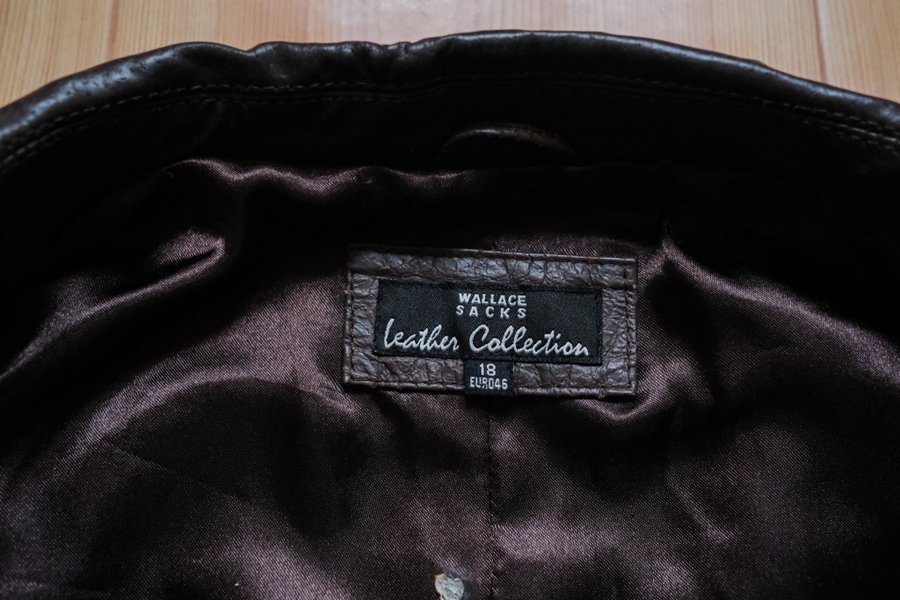 WALLACE
SACKS
Leather Collection
18
EURO46